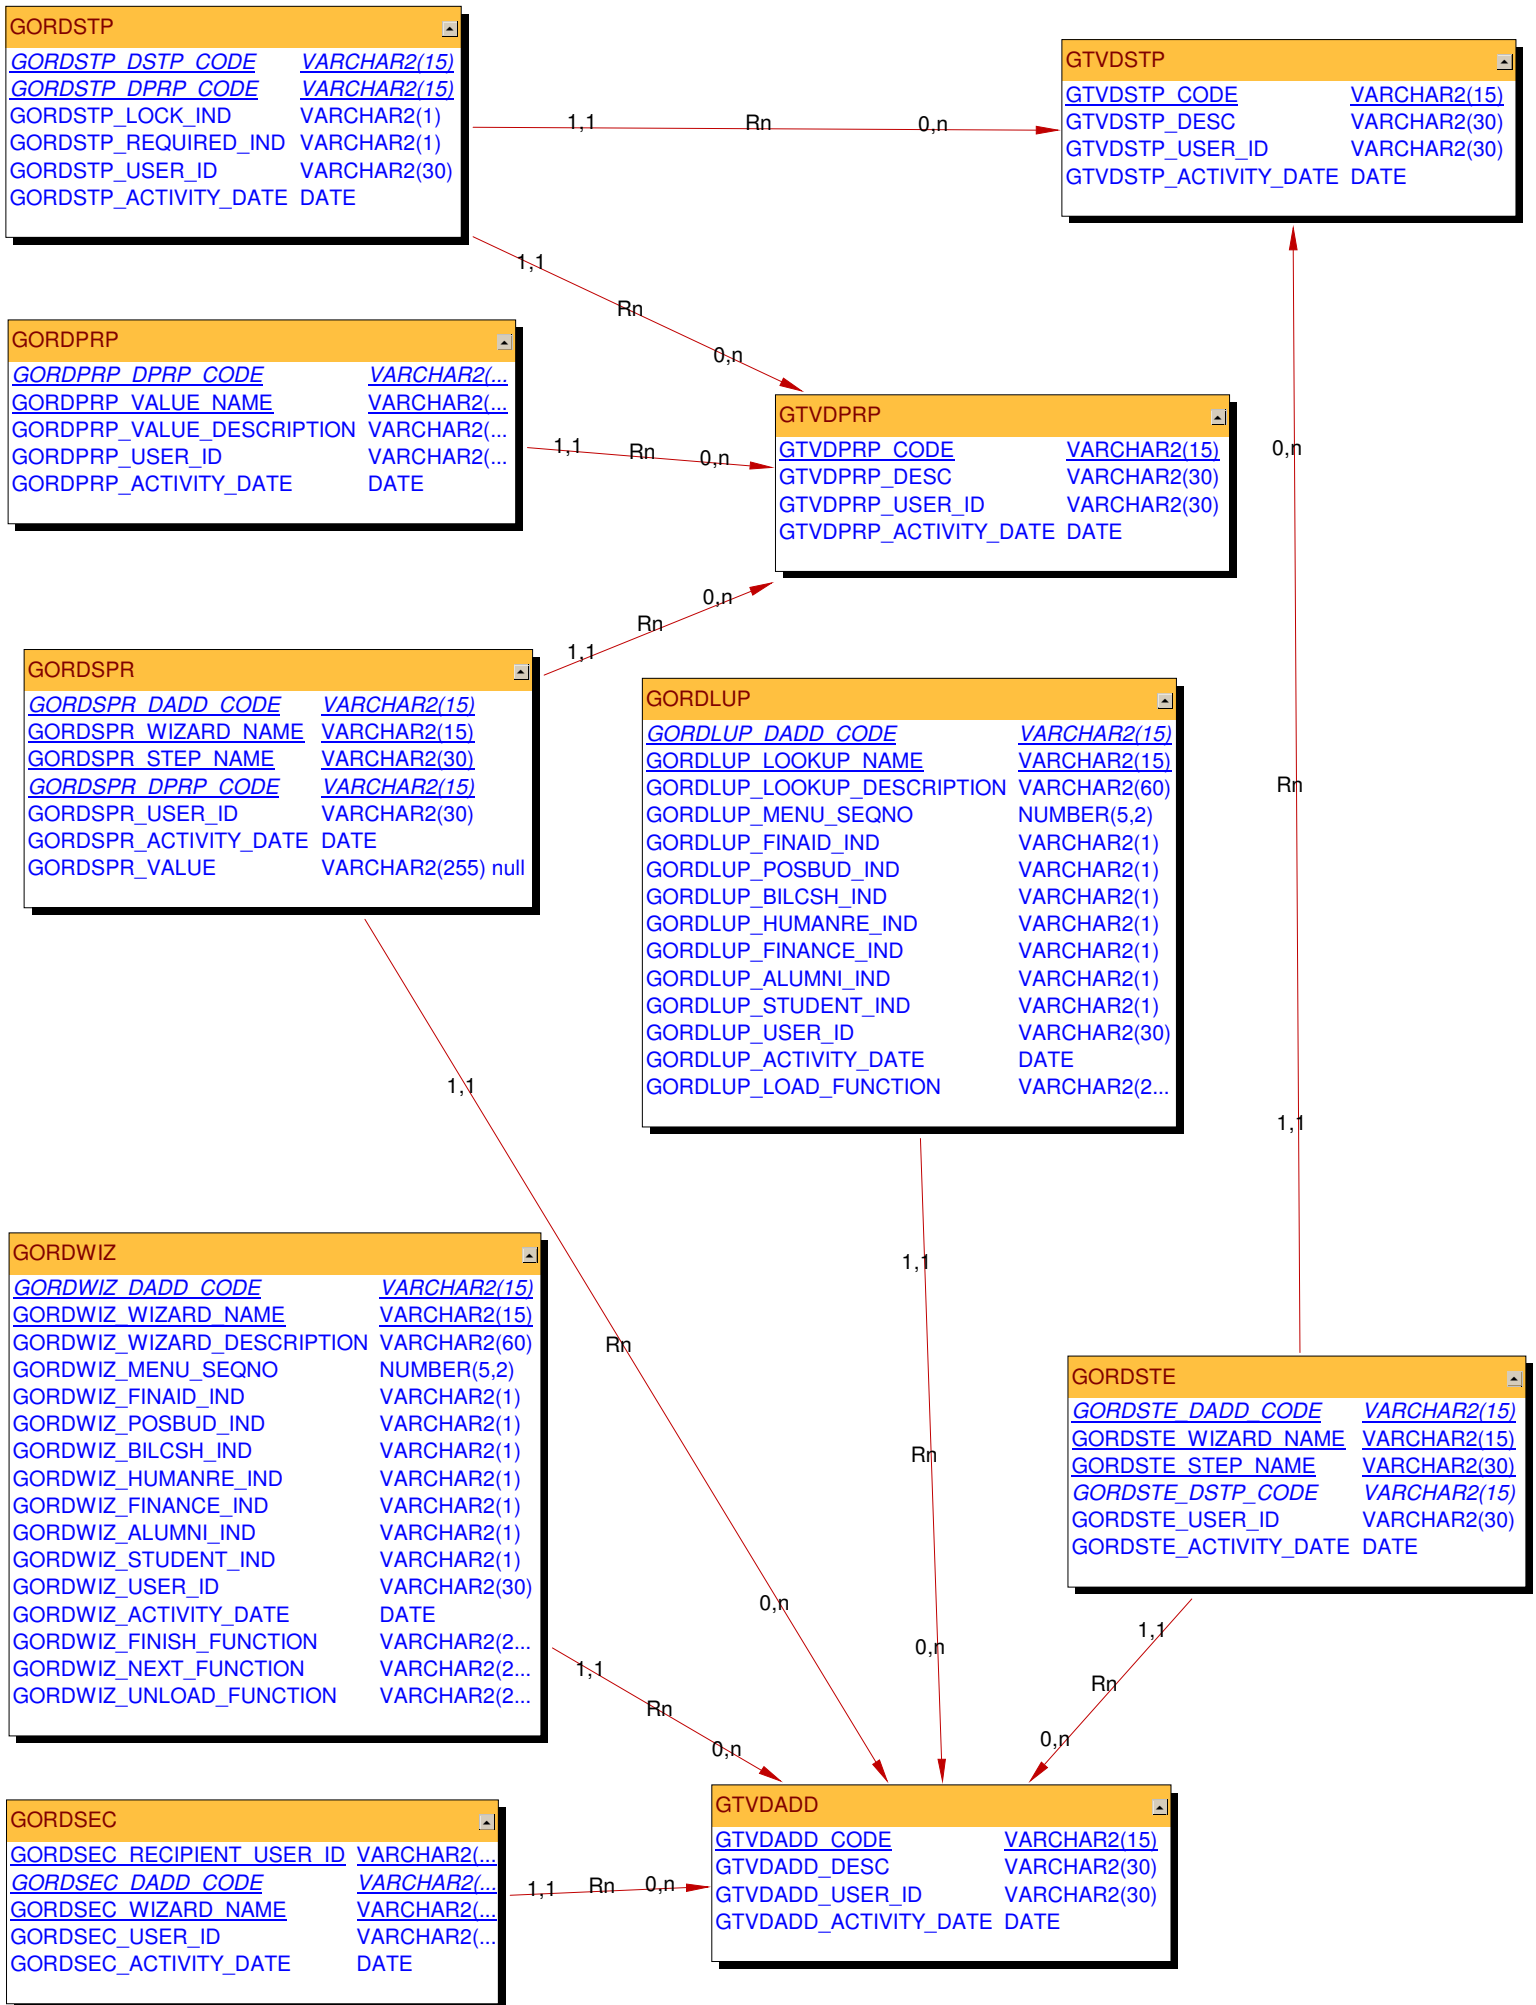 GORDSTP
GORDSTP_DSTP_CODE VARCHAR2(15)
GORDSTP_DPRP_CODE VARCHAR2(15)
GORDSTP_LOCK_IND VARCHAR2(1)
GORDSTP_REQUIRED_IND VARCHAR2(1)
GORDSTP_USER_ID VARCHAR2(30)
GORDSTP_ACTIVITY_DATE DATE
GTVDSTP
GTVDSTP_CODE VARCHAR2(15)
GTVDSTP_DESC VARCHAR2(30)
GTVDSTP_USER_ID VARCHAR2(30)
GTVDSTP_ACTIVITY_DATE DATE
1,1 Rn 0,n
1,1
Rn
0,n
GORDPRP
GORDPRP_DPRP_CODE VARCHAR2(...
GORDPRP_VALUE_NAME VARCHAR2(...
GORDPRP_VALUE_DESCRIPTION VARCHAR2(...
GORDPRP_USER_ID VARCHAR2(...
GORDPRP_ACTIVITY_DATE DATE
1,1 Rn 0,n
GTVDPRP
GTVDPRP_CODE VARCHAR2(15)
GTVDPRP_DESC VARCHAR2(30)
GTVDPRP_USER_ID VARCHAR2(30)
GTVDPRP_ACTIVITY_DATE DATE
0,n
Rn
1,1
0,n
Rn
1,1
GORDSPR
GORDSPR_DADD_CODE VARCHAR2(15)
GORDSPR_WIZARD_NAME VARCHAR2(15)
GORDSPR_STEP_NAME VARCHAR2(30)
GORDSPR_DPRP_CODE VARCHAR2(15)
GORDSPR_USER_ID VARCHAR2(30)
GORDSPR_ACTIVITY_DATE DATE
GORDSPR_VALUE VARCHAR2(255) null
GORDLUP
GORDLUP_DADD_CODE VARCHAR2(15)
GORDLUP_LOOKUP_NAME VARCHAR2(15)
GORDLUP_LOOKUP_DESCRIPTION VARCHAR2(60)
GORDLUP_MENU_SEQNO NUMBER(5,2)
GORDLUP_FINAID_IND VARCHAR2(1)
GORDLUP_POSBUD_IND VARCHAR2(1)
GORDLUP_BILCSH_IND VARCHAR2(1)
GORDLUP_HUMANRE_IND VARCHAR2(1)
GORDLUP_FINANCE_IND VARCHAR2(1)
GORDLUP_ALUMNI_IND VARCHAR2(1)
GORDLUP_STUDENT_IND VARCHAR2(1)
GORDLUP_USER_ID VARCHAR2(30)
GORDLUP_ACTIVITY_DATE DATE
GORDLUP_LOAD_FUNCTION VARCHAR2(2...
1,1
Rn
0,n
1,1
Rn
0,n
GORDWIZ
GORDWIZ_DADD_CODE VARCHAR2(15)
GORDWIZ_WIZARD_NAME VARCHAR2(15)
GORDWIZ_WIZARD_DESCRIPTION VARCHAR2(60)
GORDWIZ_MENU_SEQNO NUMBER(5,2)
GORDWIZ_FINAID_IND VARCHAR2(1)
GORDWIZ_POSBUD_IND VARCHAR2(1)
GORDWIZ_BILCSH_IND VARCHAR2(1)
GORDWIZ_HUMANRE_IND VARCHAR2(1)
GORDWIZ_FINANCE_IND VARCHAR2(1)
GORDWIZ_ALUMNI_IND VARCHAR2(1)
GORDWIZ_STUDENT_IND VARCHAR2(1)
GORDWIZ_USER_ID VARCHAR2(30)
GORDWIZ_ACTIVITY_DATE DATE
GORDWIZ_FINISH_FUNCTION VARCHAR2(2...
GORDWIZ_NEXT_FUNCTION VARCHAR2(2...
GORDWIZ_UNLOAD_FUNCTION VARCHAR2(2...
1,1
Rn
0,n
GORDSTE
GORDSTE_DADD_CODE VARCHAR2(15)
GORDSTE_WIZARD_NAME VARCHAR2(15)
GORDSTE_STEP_NAME VARCHAR2(30)
GORDSTE_DSTP_CODE VARCHAR2(15)
GORDSTE_USER_ID VARCHAR2(30)
GORDSTE_ACTIVITY_DATE DATE
1,1
Rn
0,n
GORDSEC
GORDSEC_RECIPIENT_USER_ID VARCHAR2(...
GORDSEC_DADD_CODE VARCHAR2(...
GORDSEC_WIZARD_NAME VARCHAR2(...
GORDSEC_USER_ID VARCHAR2(...
GORDSEC_ACTIVITY_DATE DATE
1,1 Rn 0,n
GTVDADD
GTVDADD_CODE VARCHAR2(15)
GTVDADD_DESC VARCHAR2(30)
GTVDADD_USER_ID VARCHAR2(30)
GTVDADD_ACTIVITY_DATE DATE